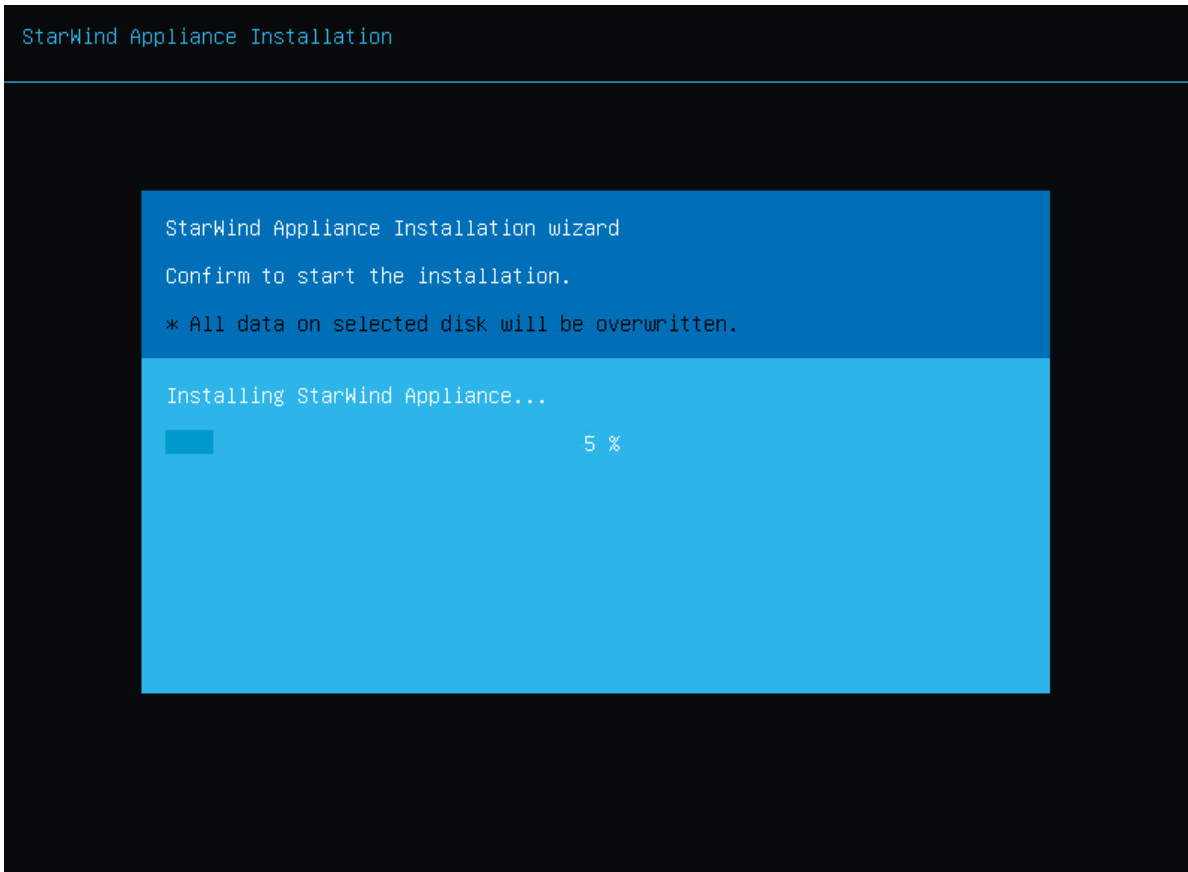 StarWind Appliance Installation
StarWind Appliance Installation wizard
Confirm to start the installation.
* All data on selected disk will be overwritten.
Installing StarWind Appliance...
5 %